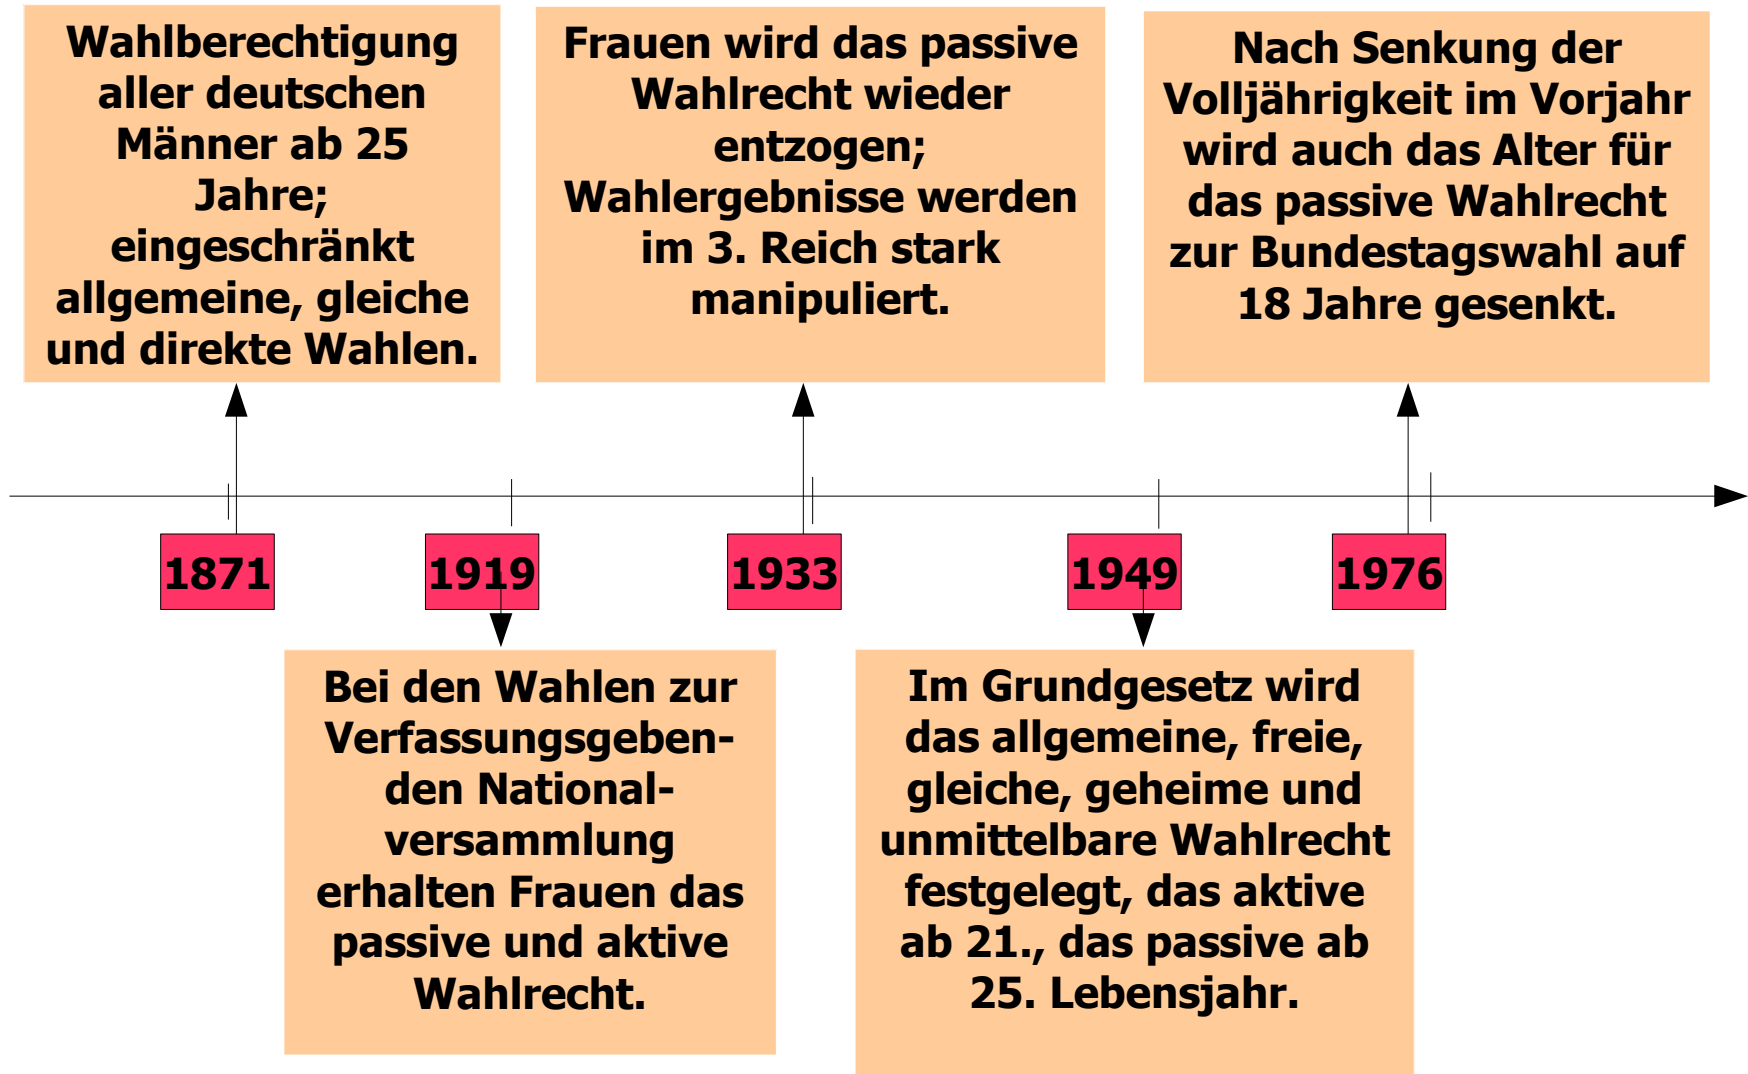 Wahlberechtigung
aller deutschen
Männer ab 25
Jahre;
eingeschränkt
allgemeine, gleiche
und direkte Wahlen.
Frauen wird das passive
Wahlrecht wieder
entzogen;
Wahlergebnisse werden
im 3. Reich stark
manipuliert.
Nach Senkung der
Volljährigkeit im Vorjahr
wird auch das Alter für
das passive Wahlrecht
zur Bundestagswahl auf
18 Jahre gesenkt.
1871
1919
1933
1949
1976
Bei den Wahlen zur
Verfassungsgeben-
den National-
versammlung
erhalten Frauen das
passive und aktive
Wahlrecht.
Im Grundgesetz wird
das allgemeine, freie,
gleiche, geheime und
unmittelbare Wahlrecht
festgelegt, das aktive
ab 21., das passive ab
25. Lebensjahr.